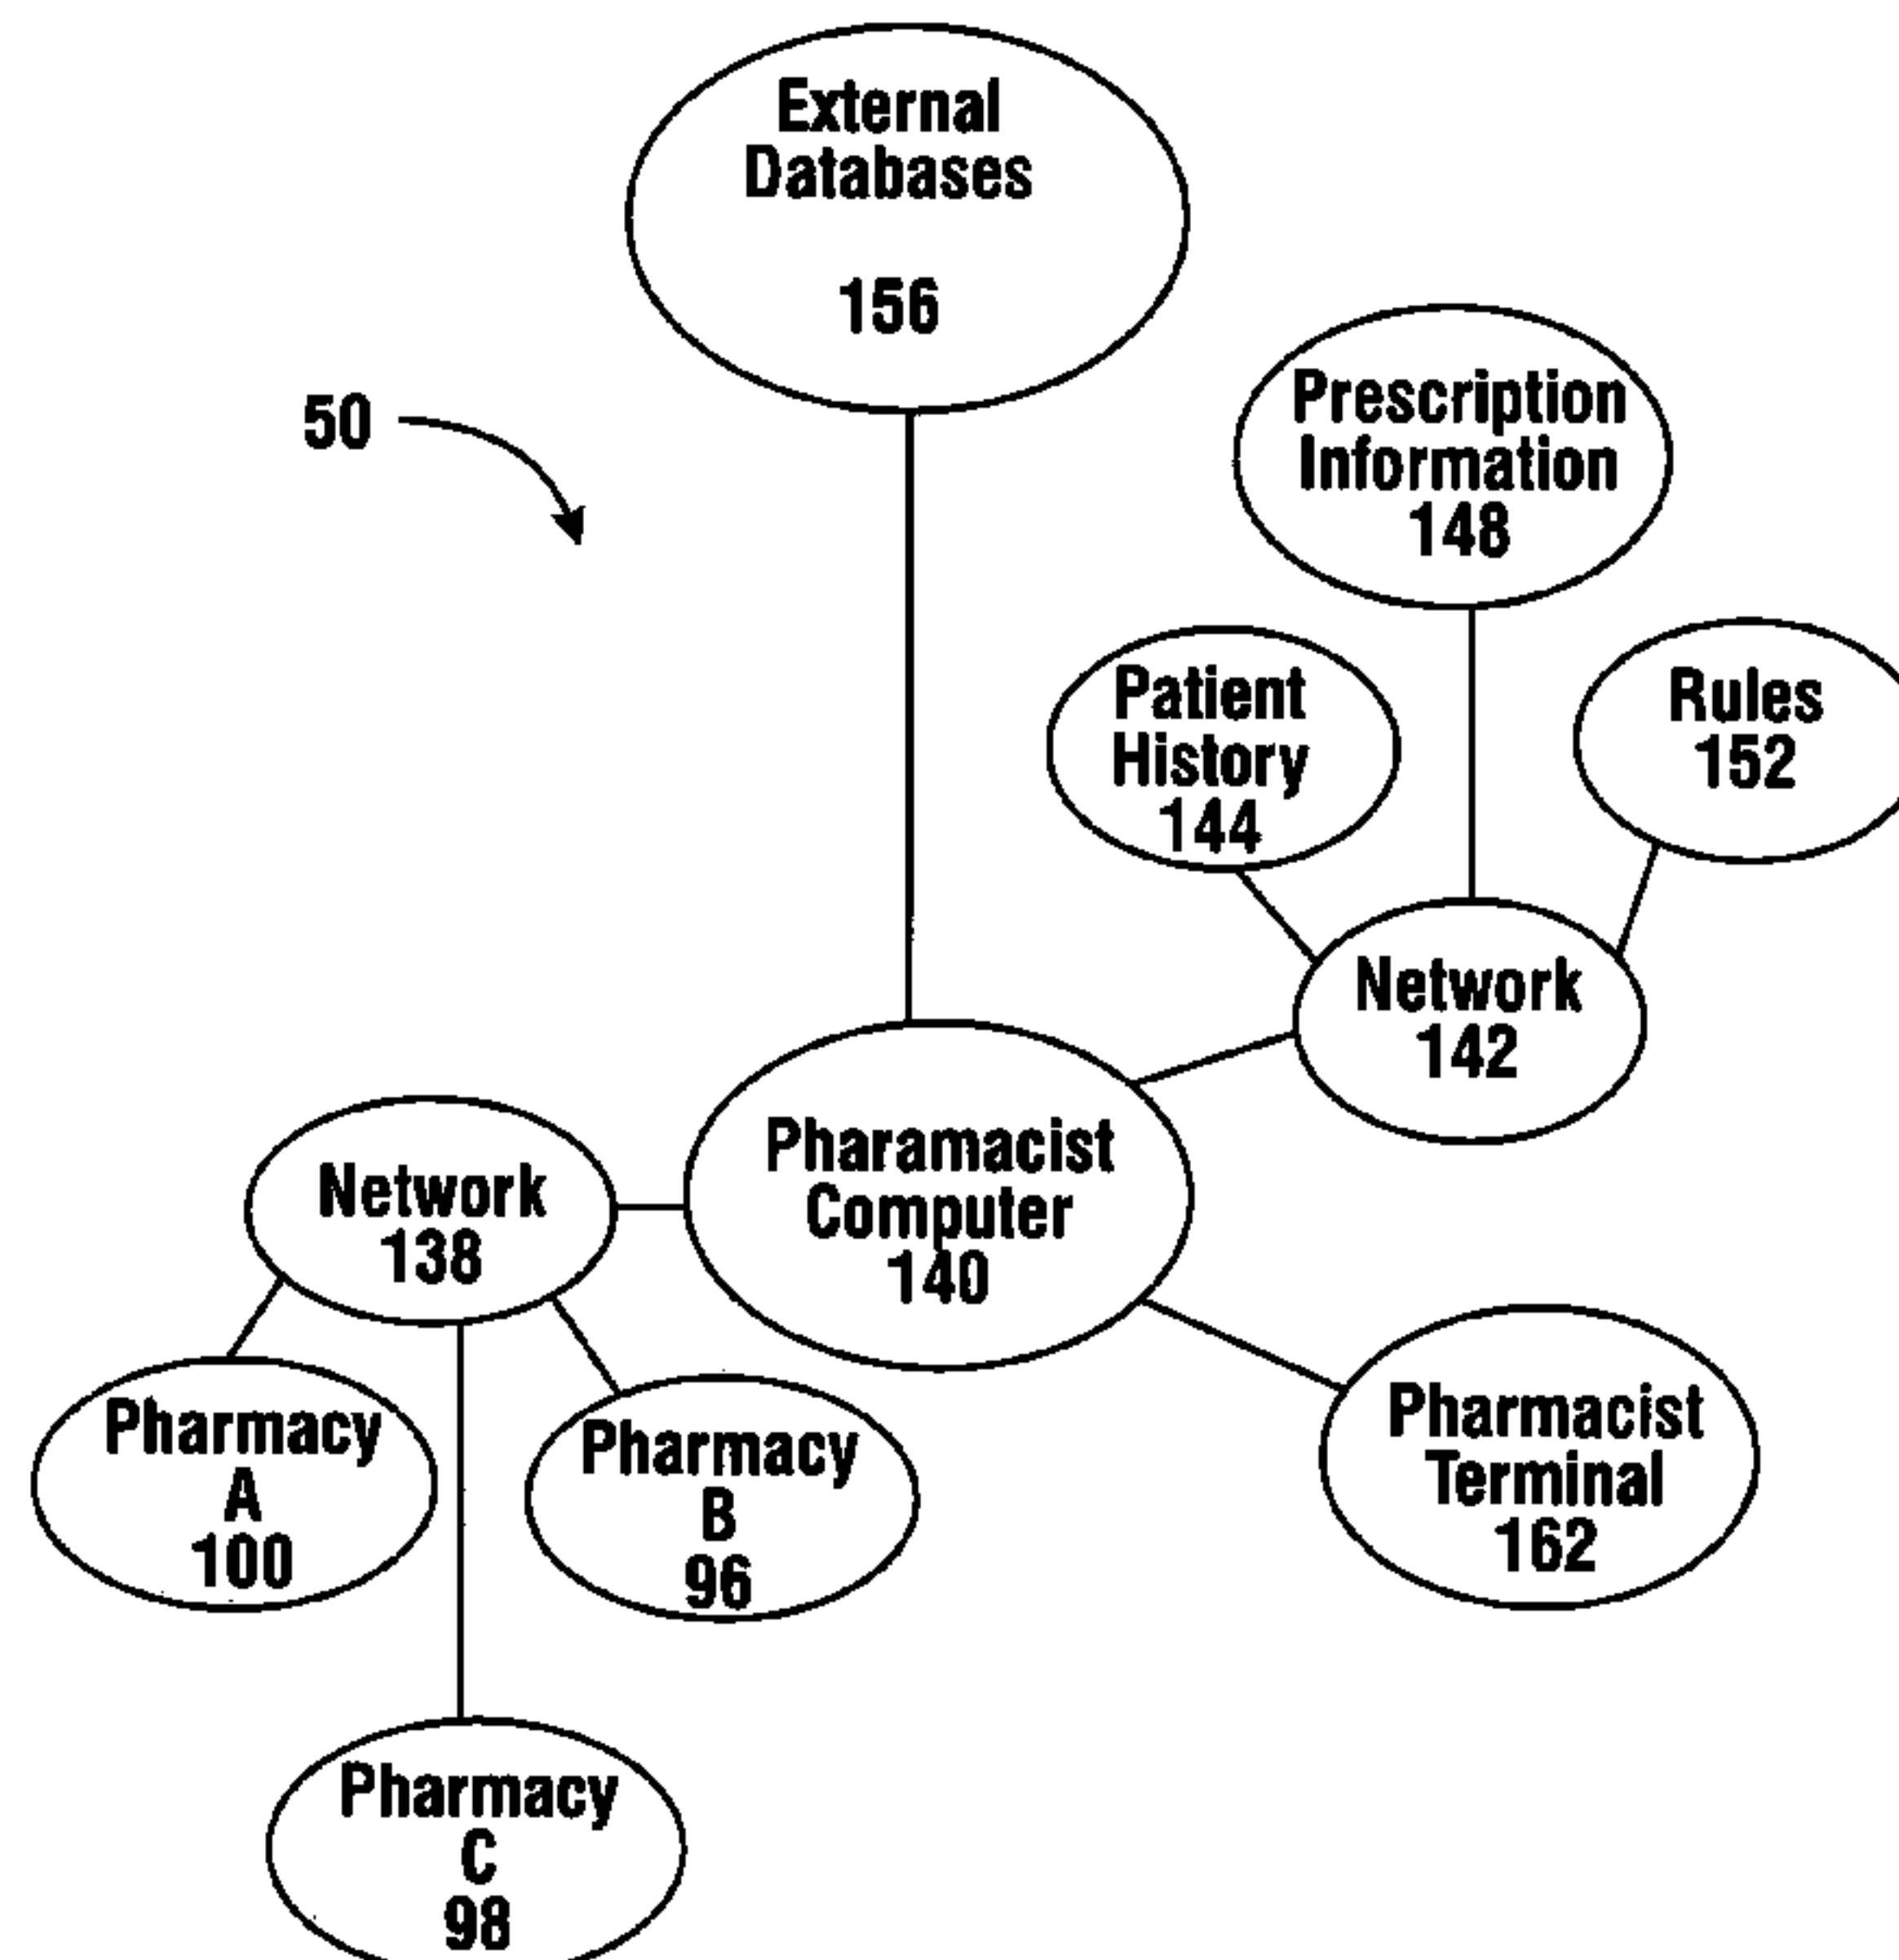 External
Databases
156
50
Prescription
Information
148
Patient
History
144
Rules
152
Network
142
Pharamacist
Computer
140
Network
138
Pharmacy
A
100
Pharmacy
B
96
Pharmacist
Terminal
162
Pharmacy
C
98